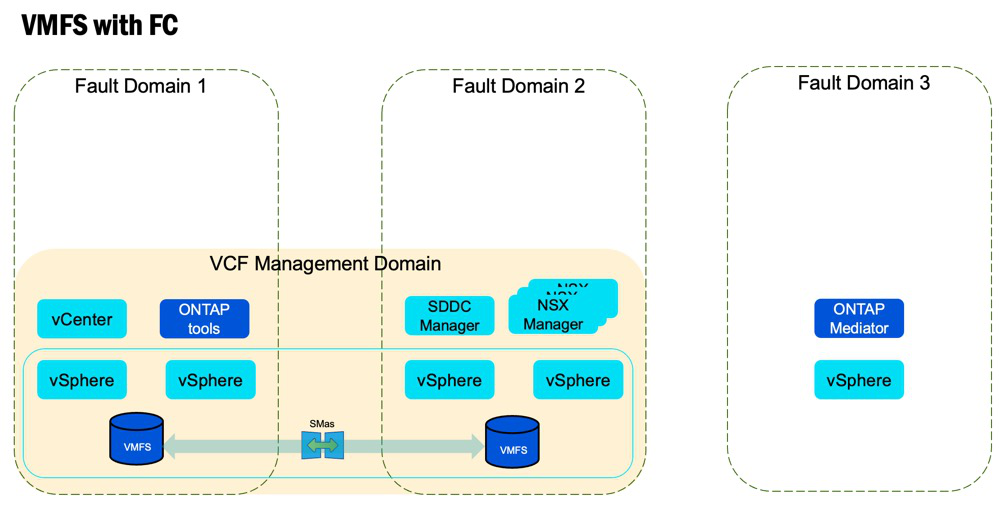 VMFS with FC
Fault Domain 1
Fault Domain 2
Fault Domain 3
VCF Management Domain
vCenter
ONTAP
tools
SDDC
Manager
NSX
NSX
NSX
Manager
ONTAP
Mediator
vSphere
vSphere
vSphere
vSphere
vSphere
SMas
VMFS
VMFS